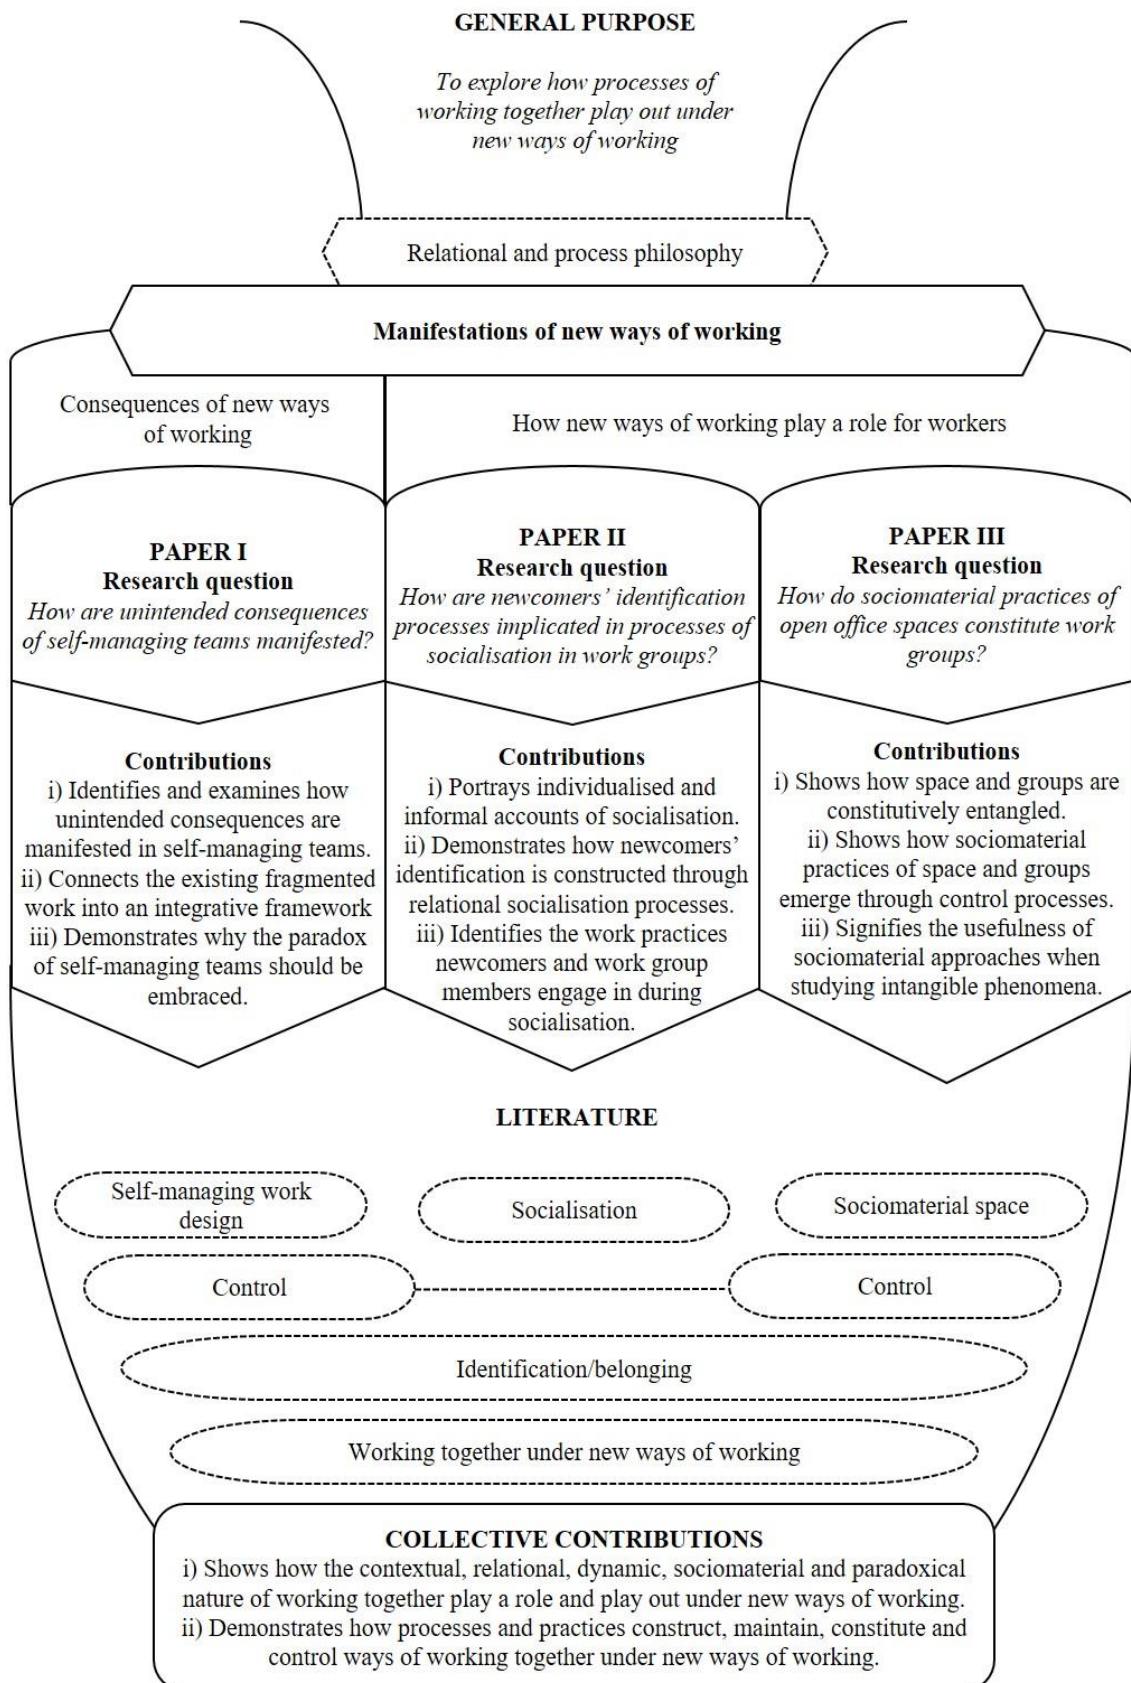 GENERAL PURPOSE
To explore how processes of
working together play out under
new ways of working
Relational and process philosophy
Manifestations of new ways of working
Consequences of new ways
of working
How new ways of working play a role for workers
PAPER I
Research question
How are unintended consequences
of self-managing teams manifested?
PAPER II
Research question
How are newcomers’ identification
processes implicated in processes of
socialisation in work groups?
PAPER III
Research question
How do sociomaterial practices of
open office spaces constitute work
groups?
Contributions
i) Identifies and examines how
unintended consequences are
manifested in self-managing teams.
ii) Connects the existing fragmented
work into an integrative framework
iii) Demonstrates why the paradox
of self-managing teams should be
embraced.
Contributions
i) Portrays individualised and
informal accounts of socialisation.
ii) Demonstrates how newcomers’
identification is constructed through
relational socialisation processes.
iii) Identifies the work practices
newcomers and work group
members engage in during
socialisation.
Contributions
i) Shows how space and groups are
constitutively entangled.
ii) Shows how sociomaterial
practices of space and groups
emerge through control processes.
iii) Signifies the usefulness of
sociomaterial approaches when
studying intangible phenomena.
LITERATURE
Self-managing work
design
Socialisation
Sociomaterial space
Control
Control
Identification/belonging
Working together under new ways of working
COLLECTIVE CONTRIBUTIONS
i) Shows how the contextual, relational, dynamic, sociomaterial and paradoxical
nature of working together play a role and play out under new ways of working.
ii) Demonstrates how processes and practices construct, maintain, constitute and
control ways of working together under new ways of working.